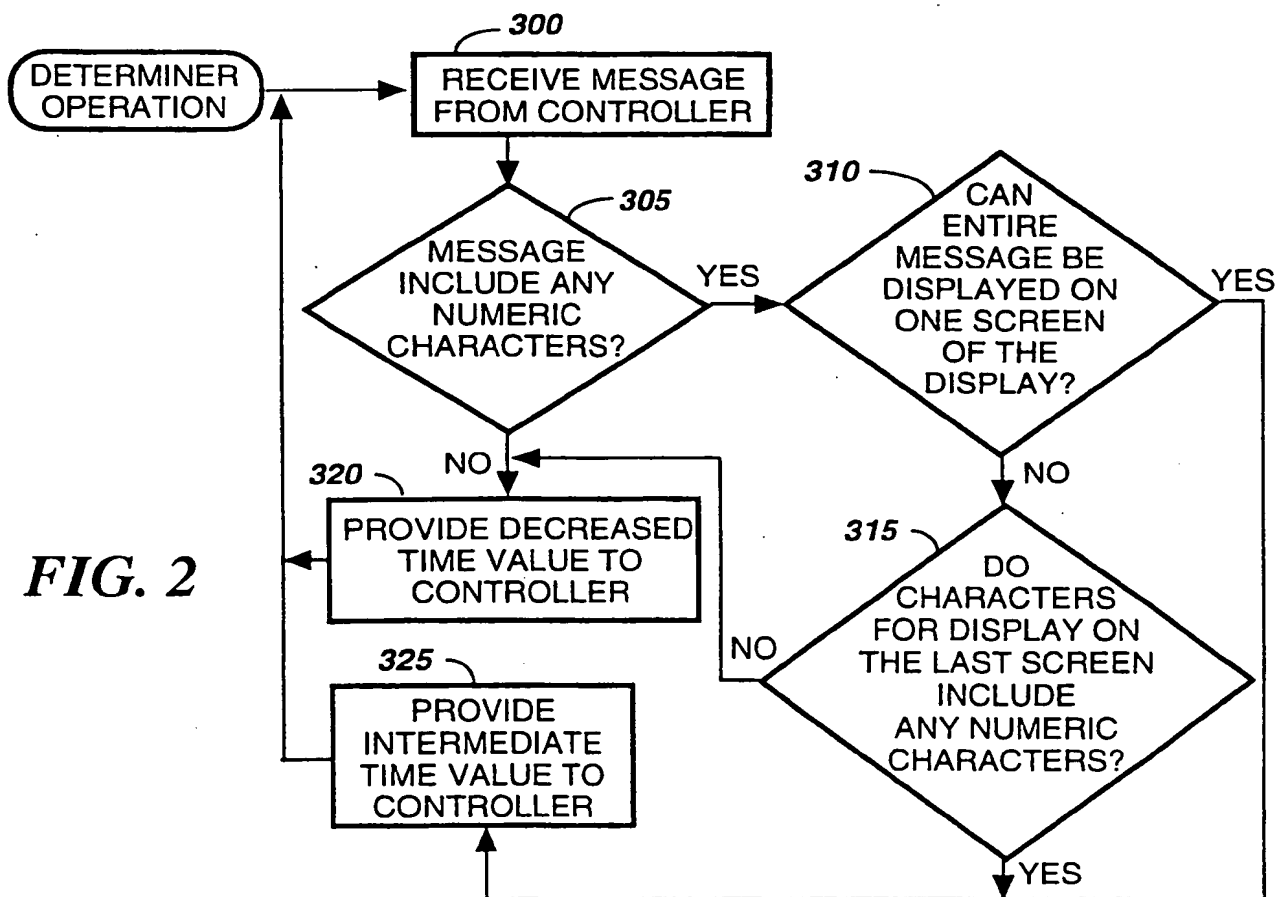 300
DETERMINER
OPERATION
RECEIVE MESSAGE
FROM CONTROLLER
305
MESSAGE
INCLUDE ANY
NUMERIC
CHARACTERS?
YES
310
CAN
ENTIRE
MESSAGE BE
DISPLAYED ON
ONE SCREEN
OF THE
DISPLAY?
YES
NO
NO
320
PROVIDE DECREASED
TIME VALUE TO
CONTROLLER
315
DO
CHARACTERS
FOR DISPLAY ON
THE LAST SCREEN
INCLUDE
ANY NUMERIC
CHARACTERS?
NO
YES
325
PROVIDE
INTERMEDIATE
TIME VALUE TO
CONTROLLER
FIG. 2